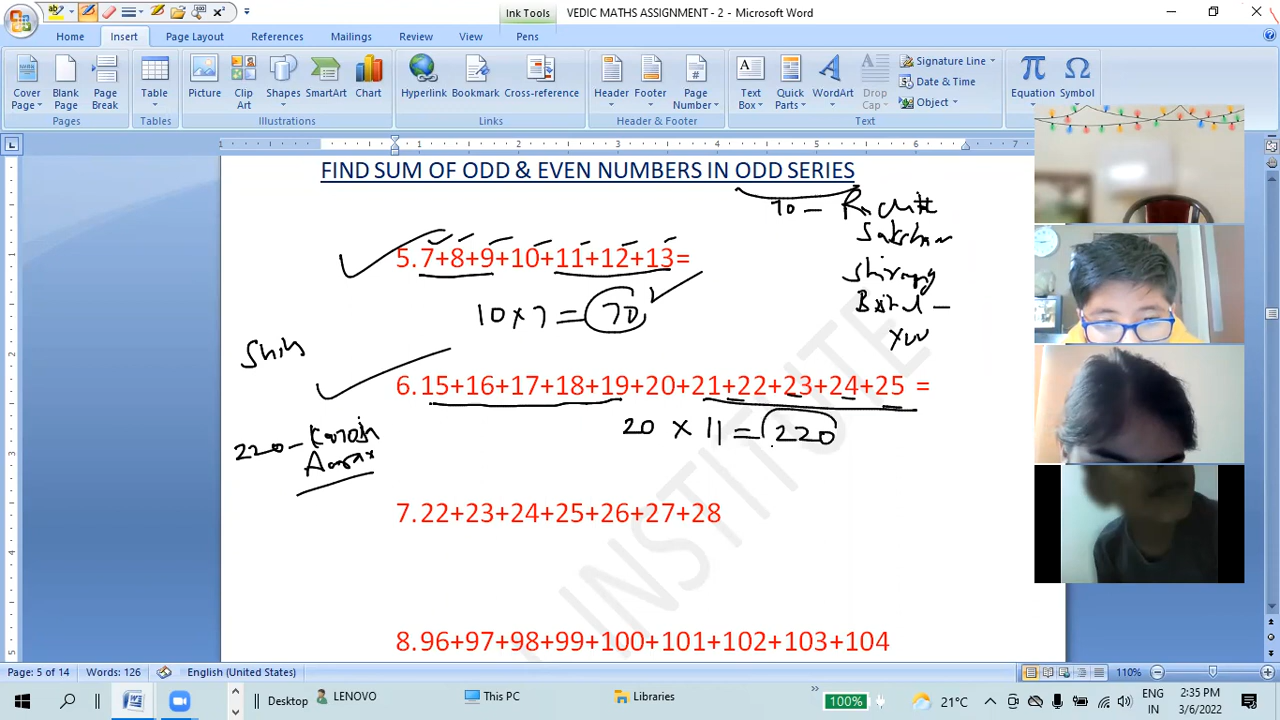 Ink Tools
VEDIC MATHS ASSIGNMENT - 2 - Microsoft Word
Home Insert Page Layout References Mailings Review View Pens
Cover Page Blank Page Page Break Table Picture Clip Art Shapes SmartArt Chart Hyperlink Bookmark Cross-reference Header Footer Page Number Text Box Quick Parts WordArt Drop Cap Signature Line Date & Time Object Equation Symbol
Pages Tables Illustrations Links Header & Footer Text Symbols
FIND SUM OF ODD & EVEN NUMBERS IN ODD SERIES
70 -
5.7+8+9+10+11+12+13=
10 x 7 = 70
6.15+16+17+18+19+20+21+22+23+24+25 =
20 x 11 = 220
220 -
7.22+23+24+25+26+27+28
INSTITUTE
8.96+97+98+99+100+101+102+103+104
Page: 5 of 14 Words: 126 English (United States) 110%
Desktop LENOVO This PC Libraries 100% 21°C ENG IN 2:35 PM 3/6/2022